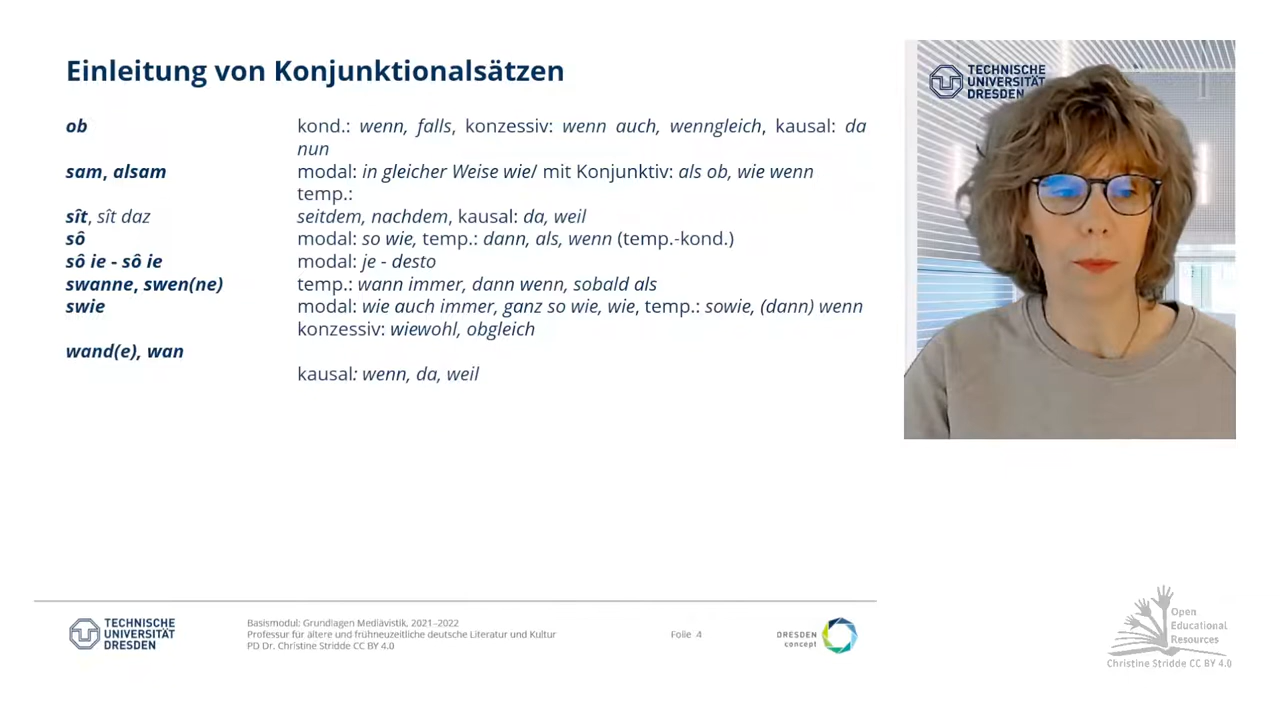 Einleitung von Konjunktionalsätzen
ob kond.: wenn, falls, konzessiv: wenn auch, wenngleich, kausal: da
nun
sam, alsam modal: in gleicher Weise wie/ mit Konjunktiv: als ob, wie wenn
temp.:
sît, sît daz seitdem, nachdem, kausal: da, weil
sô modal: so wie, temp.: dann, als, wenn (temp.-kond.)
sô ie - sô ie modal: je - desto
swanne, swen(ne) temp.: wann immer, dann wenn, sobald als
swie modal: wie auch immer, ganz so wie, wie, temp.: sowie, (dann) wenn
konzessiv: wiewohl, obgleich
wand(e), wan
kausal: wenn, da, weil
TECHNISCHE
UNIVERSITÄT
DRESDEN
TECHNISCHE
UNIVERSITÄT
DRESDEN
Basismodul: Grundlagen Mediävistik, 2021-2022
Professur für ältere und frühneuzeitliche deutsche Literatur und Kultur
PD Dr. Christine Stridde CC BY 4.0
Folie 4
DRESDEN
concept
Open
Educational
Resources
Christine Stridde CC BY 4.0